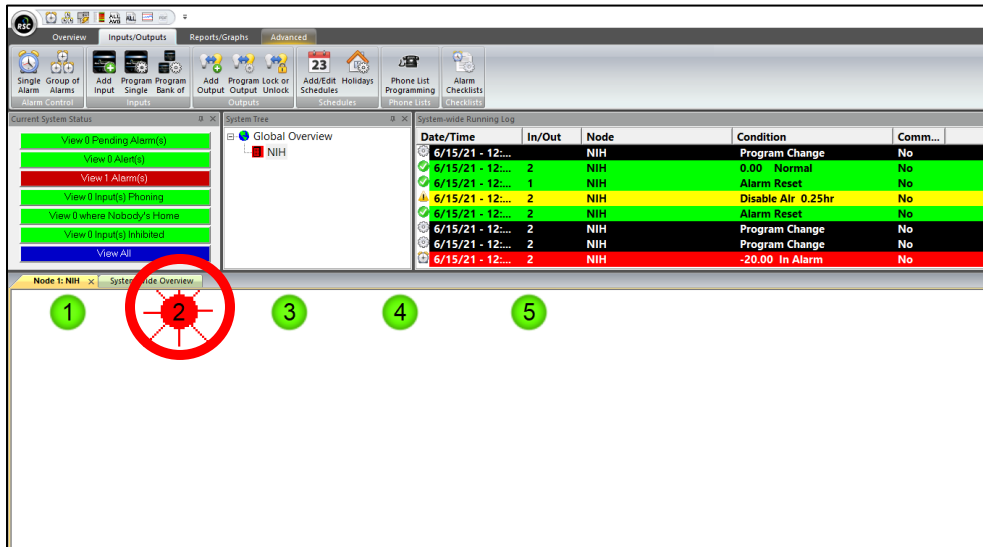 RSC
ALL AVG ALL
Overview Inputs/Outputs Reports/Graphs Advanced
23
Single Alarm Group of Alarms Add Input Program Single Program Bank of Add Output Program Output Lock or Unlock Add/Edit Schedules Holidays Phone List Programming Alarm Checklists
Alarm Control Inputs Outputs Schedules Phone Lists Checklists
Current System Status
View 0 Pending Alarm(s)
View 0 Alert(s)
View 1 Alarm(s)
View 0 Input(s) Phoning
View 0 where Nobody's Home
View 0 Input(s) Inhibited
View All
System Tree
Global Overview
NIH
System-wide Running Log
Date/Time In/Out Node Condition Comm...
6/15/21 - 12:... NIH Program Change No
6/15/21 - 12:... 2 NIH 0.00 Normal No
6/15/21 - 12:... 1 NIH Alarm Reset No
6/15/21 - 12:... 2 NIH Disable Alr 0.25hr No
6/15/21 - 12:... 2 NIH Alarm Reset No
6/15/21 - 12:... 2 NIH Program Change No
6/15/21 - 12:... 2 NIH Program Change No
6/15/21 - 12:... 2 NIH -20.00 In Alarm No
Node 1: NIH System-wide Overview
1 2 3 4 5